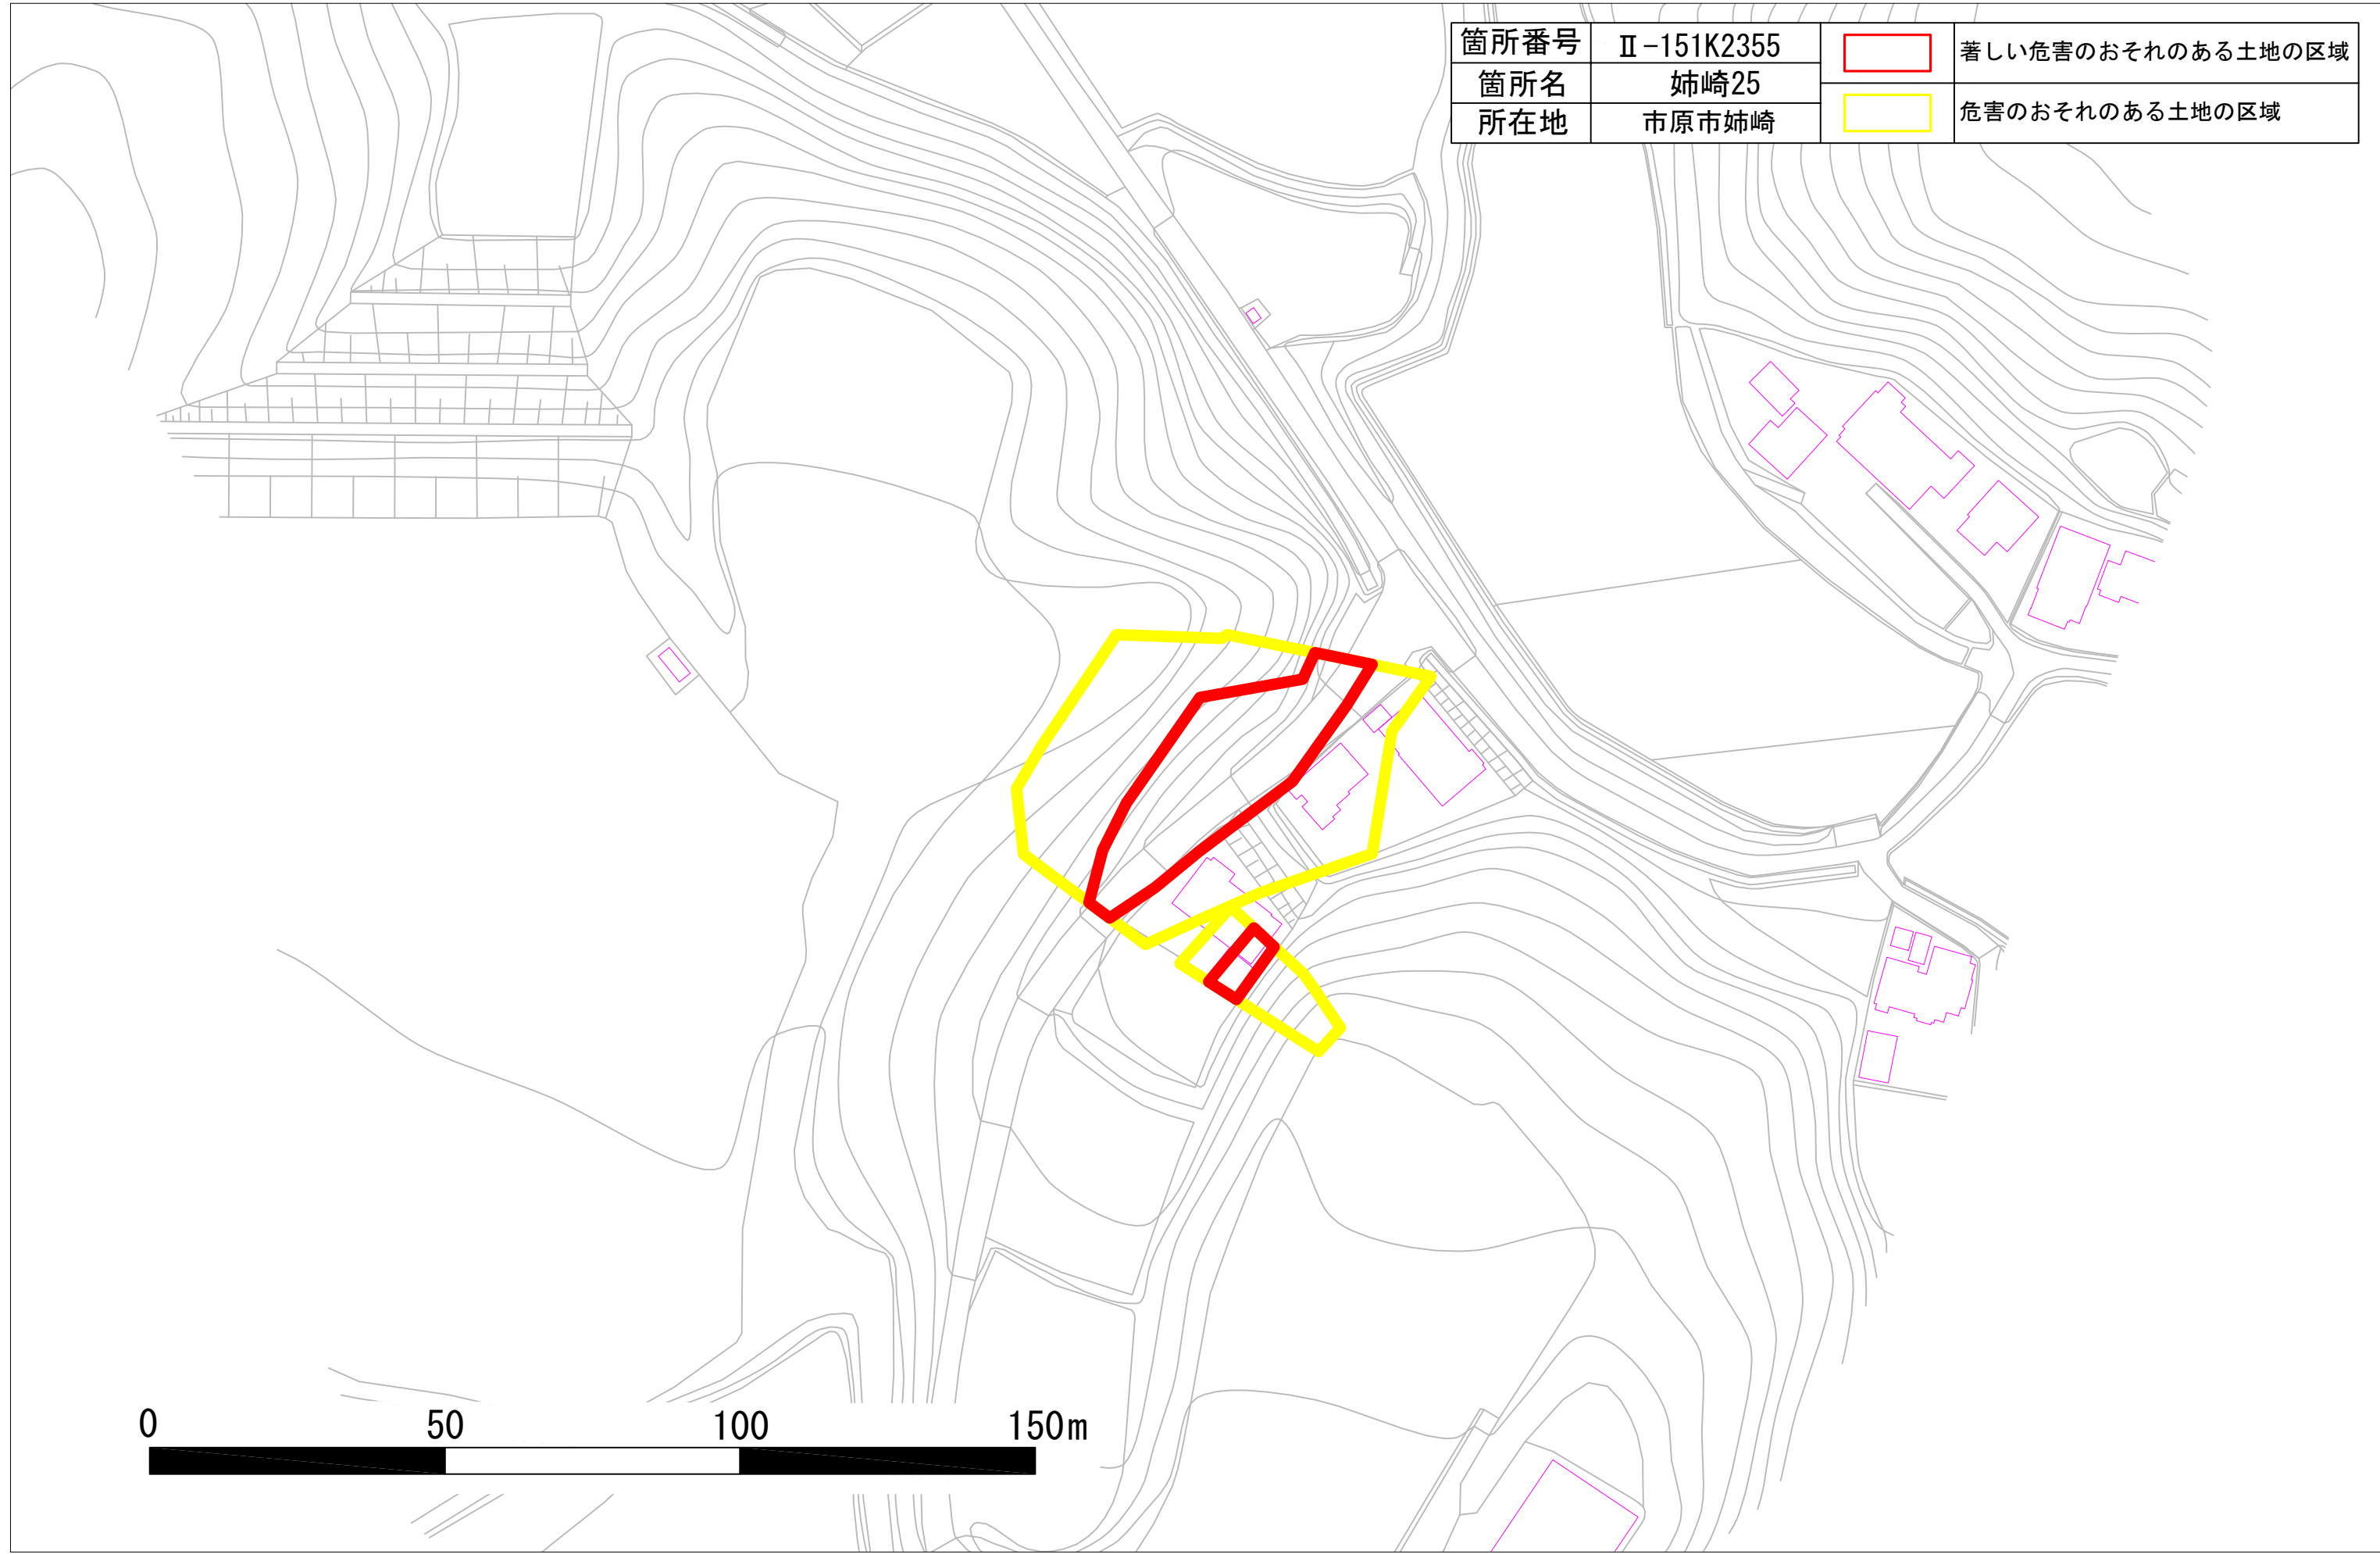 箇所番号 Ⅱ-151K2355
著しい危害のおそれのある土地の区域
箇所名 姉崎25
危害のおそれのある土地の区域
所在地 市原市姉崎
0 50 100 150m